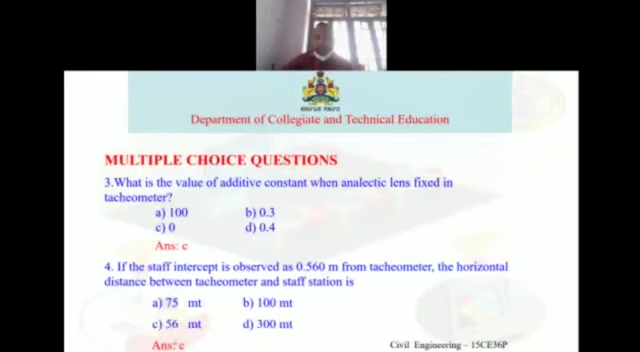 Department of Collegiate and Technical Education
MULTIPLE CHOICE QUESTIONS
3.What is the value of additive constant when analectic lens fixed in
tacheometer?
a) 100 b) 0.3
c) 0 d) 0.4
Ans: c
4. If the staff intercept is observed as 0.560 m from tacheometer, the horizontal
distance between tacheometer and staff station is
a) 75 mt b) 100 mt
c) 56 mt d) 300 mt
Ans: c
Civil Engineering – 15CE36P